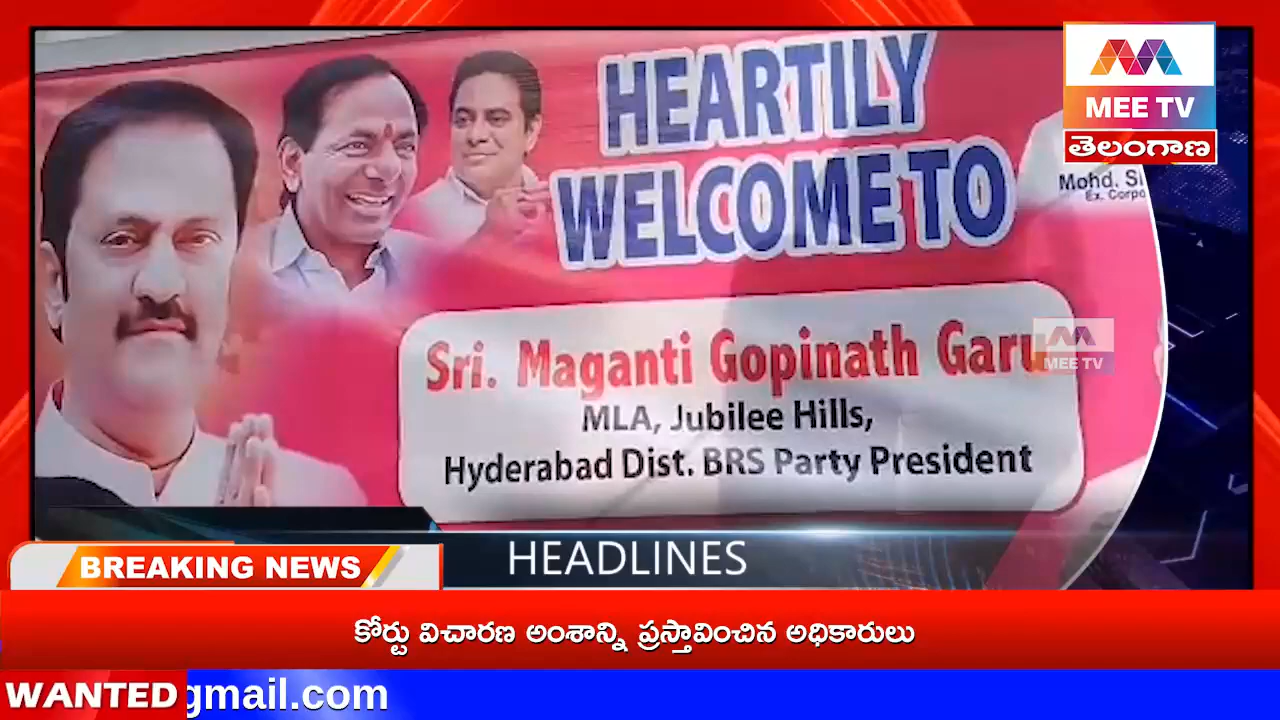 HEARTILY
WELCOME TO
MEE TV
తెలంగాణ
Mohd.
Sri. Maganti Gopinath Garu
MEE TV
MLA, Jubilee Hills,
Hyderabad Dist. BRS Party President
HEADLINES
BREAKING NEWS
కోర్టు విచారణ అంశాన్ని ప్రస్తావించిన అధికారులు
WANTED gmail.com